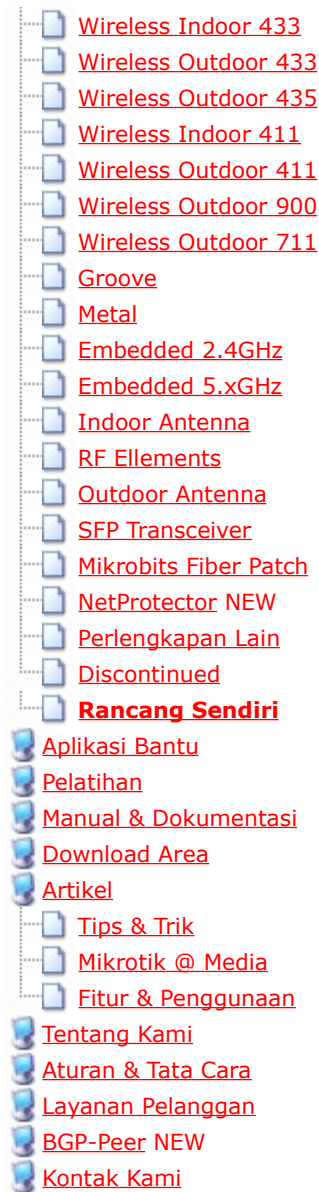 Wireless Indoor 433
Wireless Outdoor 433
Wireless Outdoor 435
Wireless Indoor 411
Wireless Outdoor 411
Wireless Outdoor 900
Wireless Outdoor 711
Groove
Metal
Embedded 2.4GHz
Embedded 5.xGHz
Indoor Antenna
RF Ellements
Outdoor Antenna
SFP Transceiver
Mikrobits Fiber Patch
NetProtector NEW
Perlengkapan Lain
Discontinued
Rancang Sendiri
Aplikasi Bantu
Pelatihan
Manual & Dokumentasi
Download Area
Artikel
Tips & Trik
Mikrotik @ Media
Fitur & Penggunaan
Tentang Kami
Aturan & Tata Cara
Layanan Pelanggan
BGP-Peer NEW
Kontak Kami